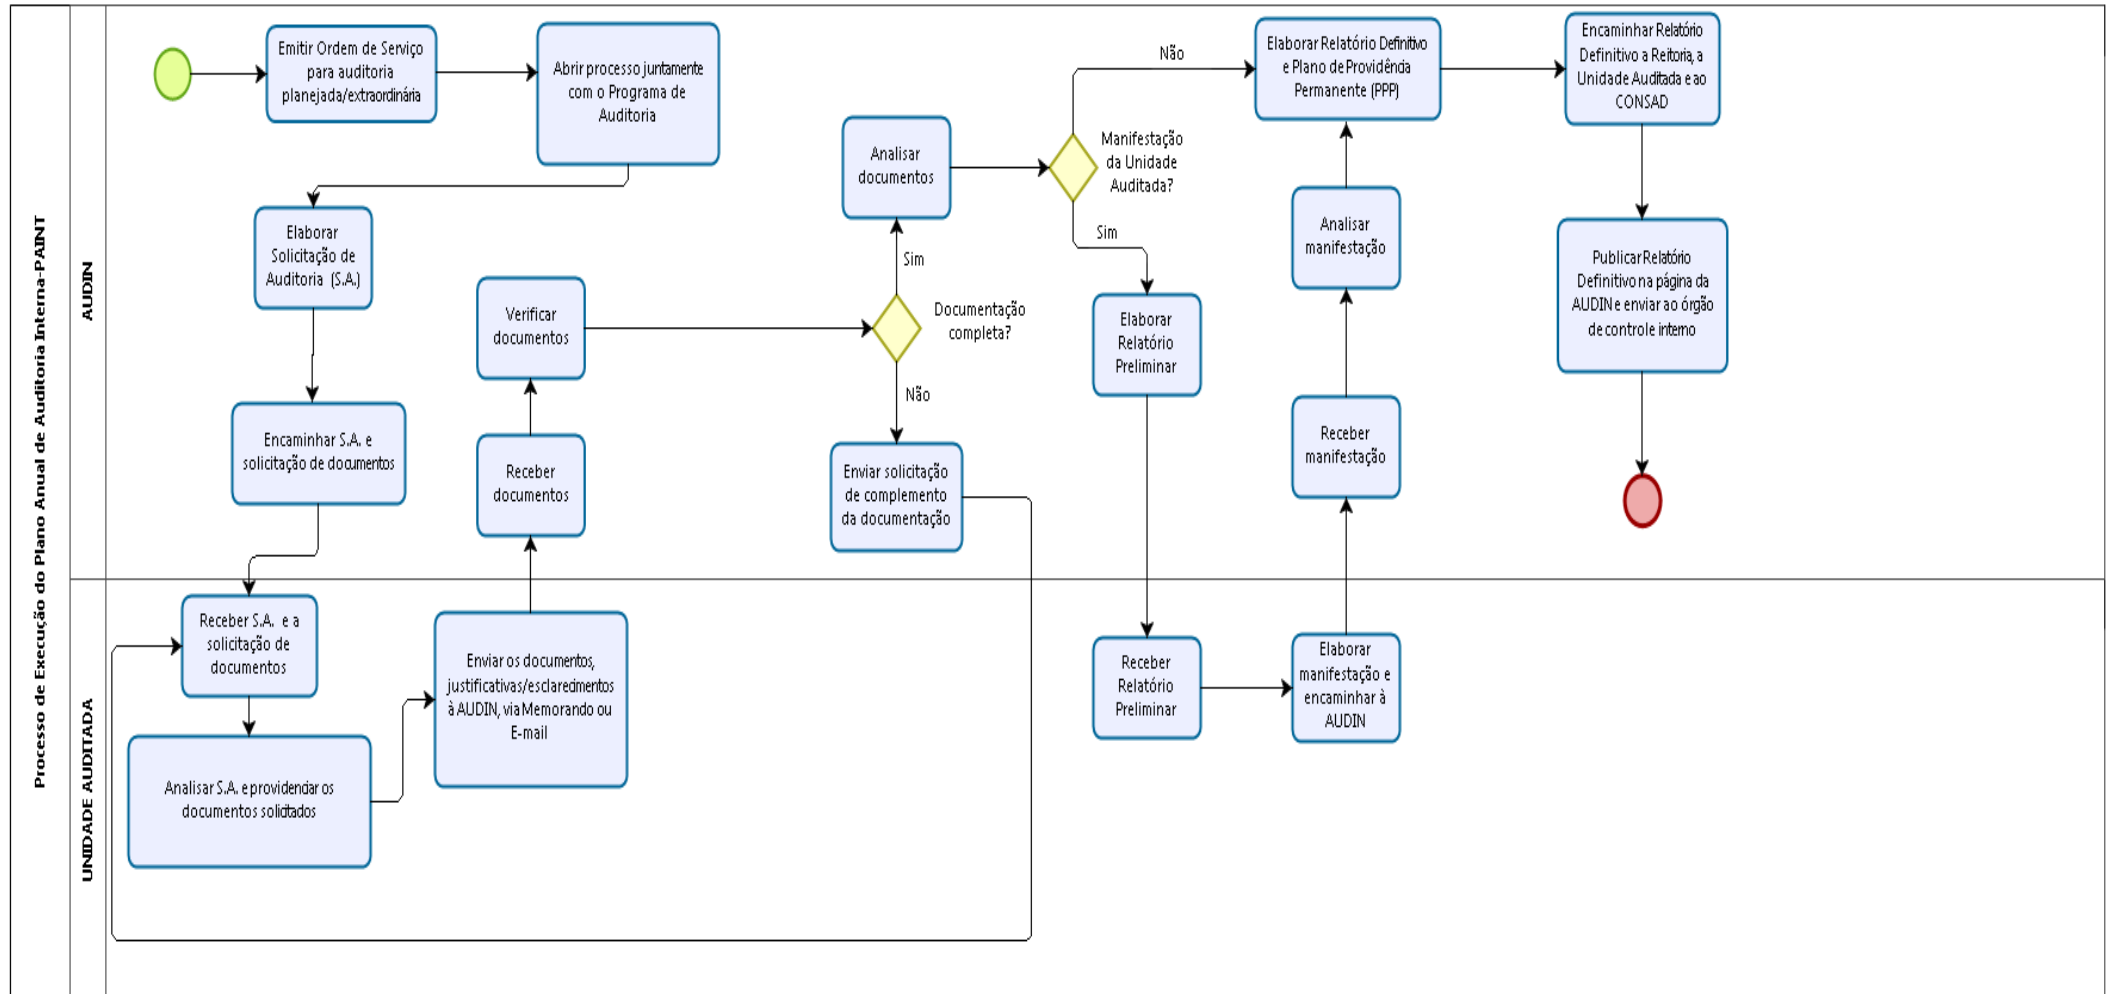 Processo de Execução do Plano Anual de Auditoria Interna-PAINT
AUDIN
Emitir Ordem de Serviço
para auditoria
planejada/extraordinária
Abrir processo juntamente
com o Programa de
Auditoria
Elaborar
Solicitação de
Auditoria (S.A.)
Encaminhar S.A. e
solicitação de documentos
Verificar
documentos
Receber
documentos
Analisar
documentos
Sim
Documentação
completa?
Não
Enviar solicitação
de complemento
da documentação
Não
Manifestação
da Unidade
Auditada?
Sim
Elaborar
Relatório
Preliminar
Elaborar Relatório Definitivo
e Plano de Providência
Permanente (PPP)
Analisar
manifestação
Receber
manifestação
Encaminhar Relatório
Definitivo a Reitoria, a
Unidade Auditada e ao
CONSAD
Publicar Relatório
Definitivo na página da
AUDIN e enviar ao órgão
de controle interno
UNIDADE AUDITADA
Receber S.A. e a
solicitação de
documentos
Analisar S.A. e providenciar os
documentos solicitados
Enviar os documentos,
justificativas/esclarecimentos
à AUDIN, via Memorando ou
E-mail
Receber
Relatório
Preliminar
Elaborar
manifestação e
encaminhar à
AUDIN